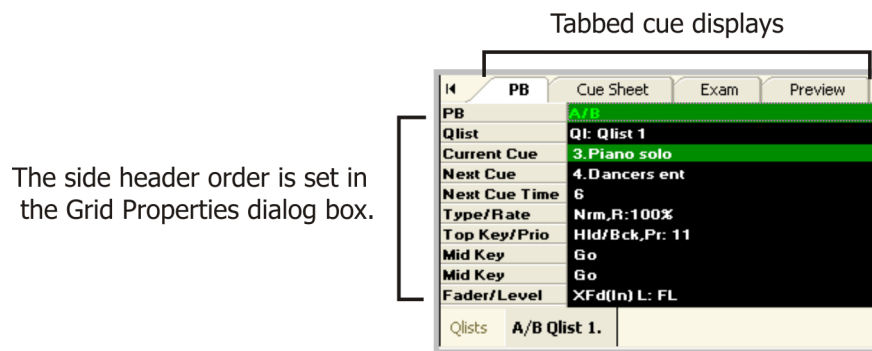 Tabbed cue displays
PB Cue Sheet Exam Preview
PB A/B
Qlist Ql: Qlist 1
Current Cue 3.Piano solo
Next Cue 4.Dancers ent
Next Cue Time 6
Type/Rate Nrm,R:100%
Top Key/Prio Hld/Bck,Pr: 11
Mid Key Go
Mid Key Go
Fader/Level XFd(In) L: FL
The side header order is set in
the Grid Properties dialog box.
Qlists A/B Qlist 1.